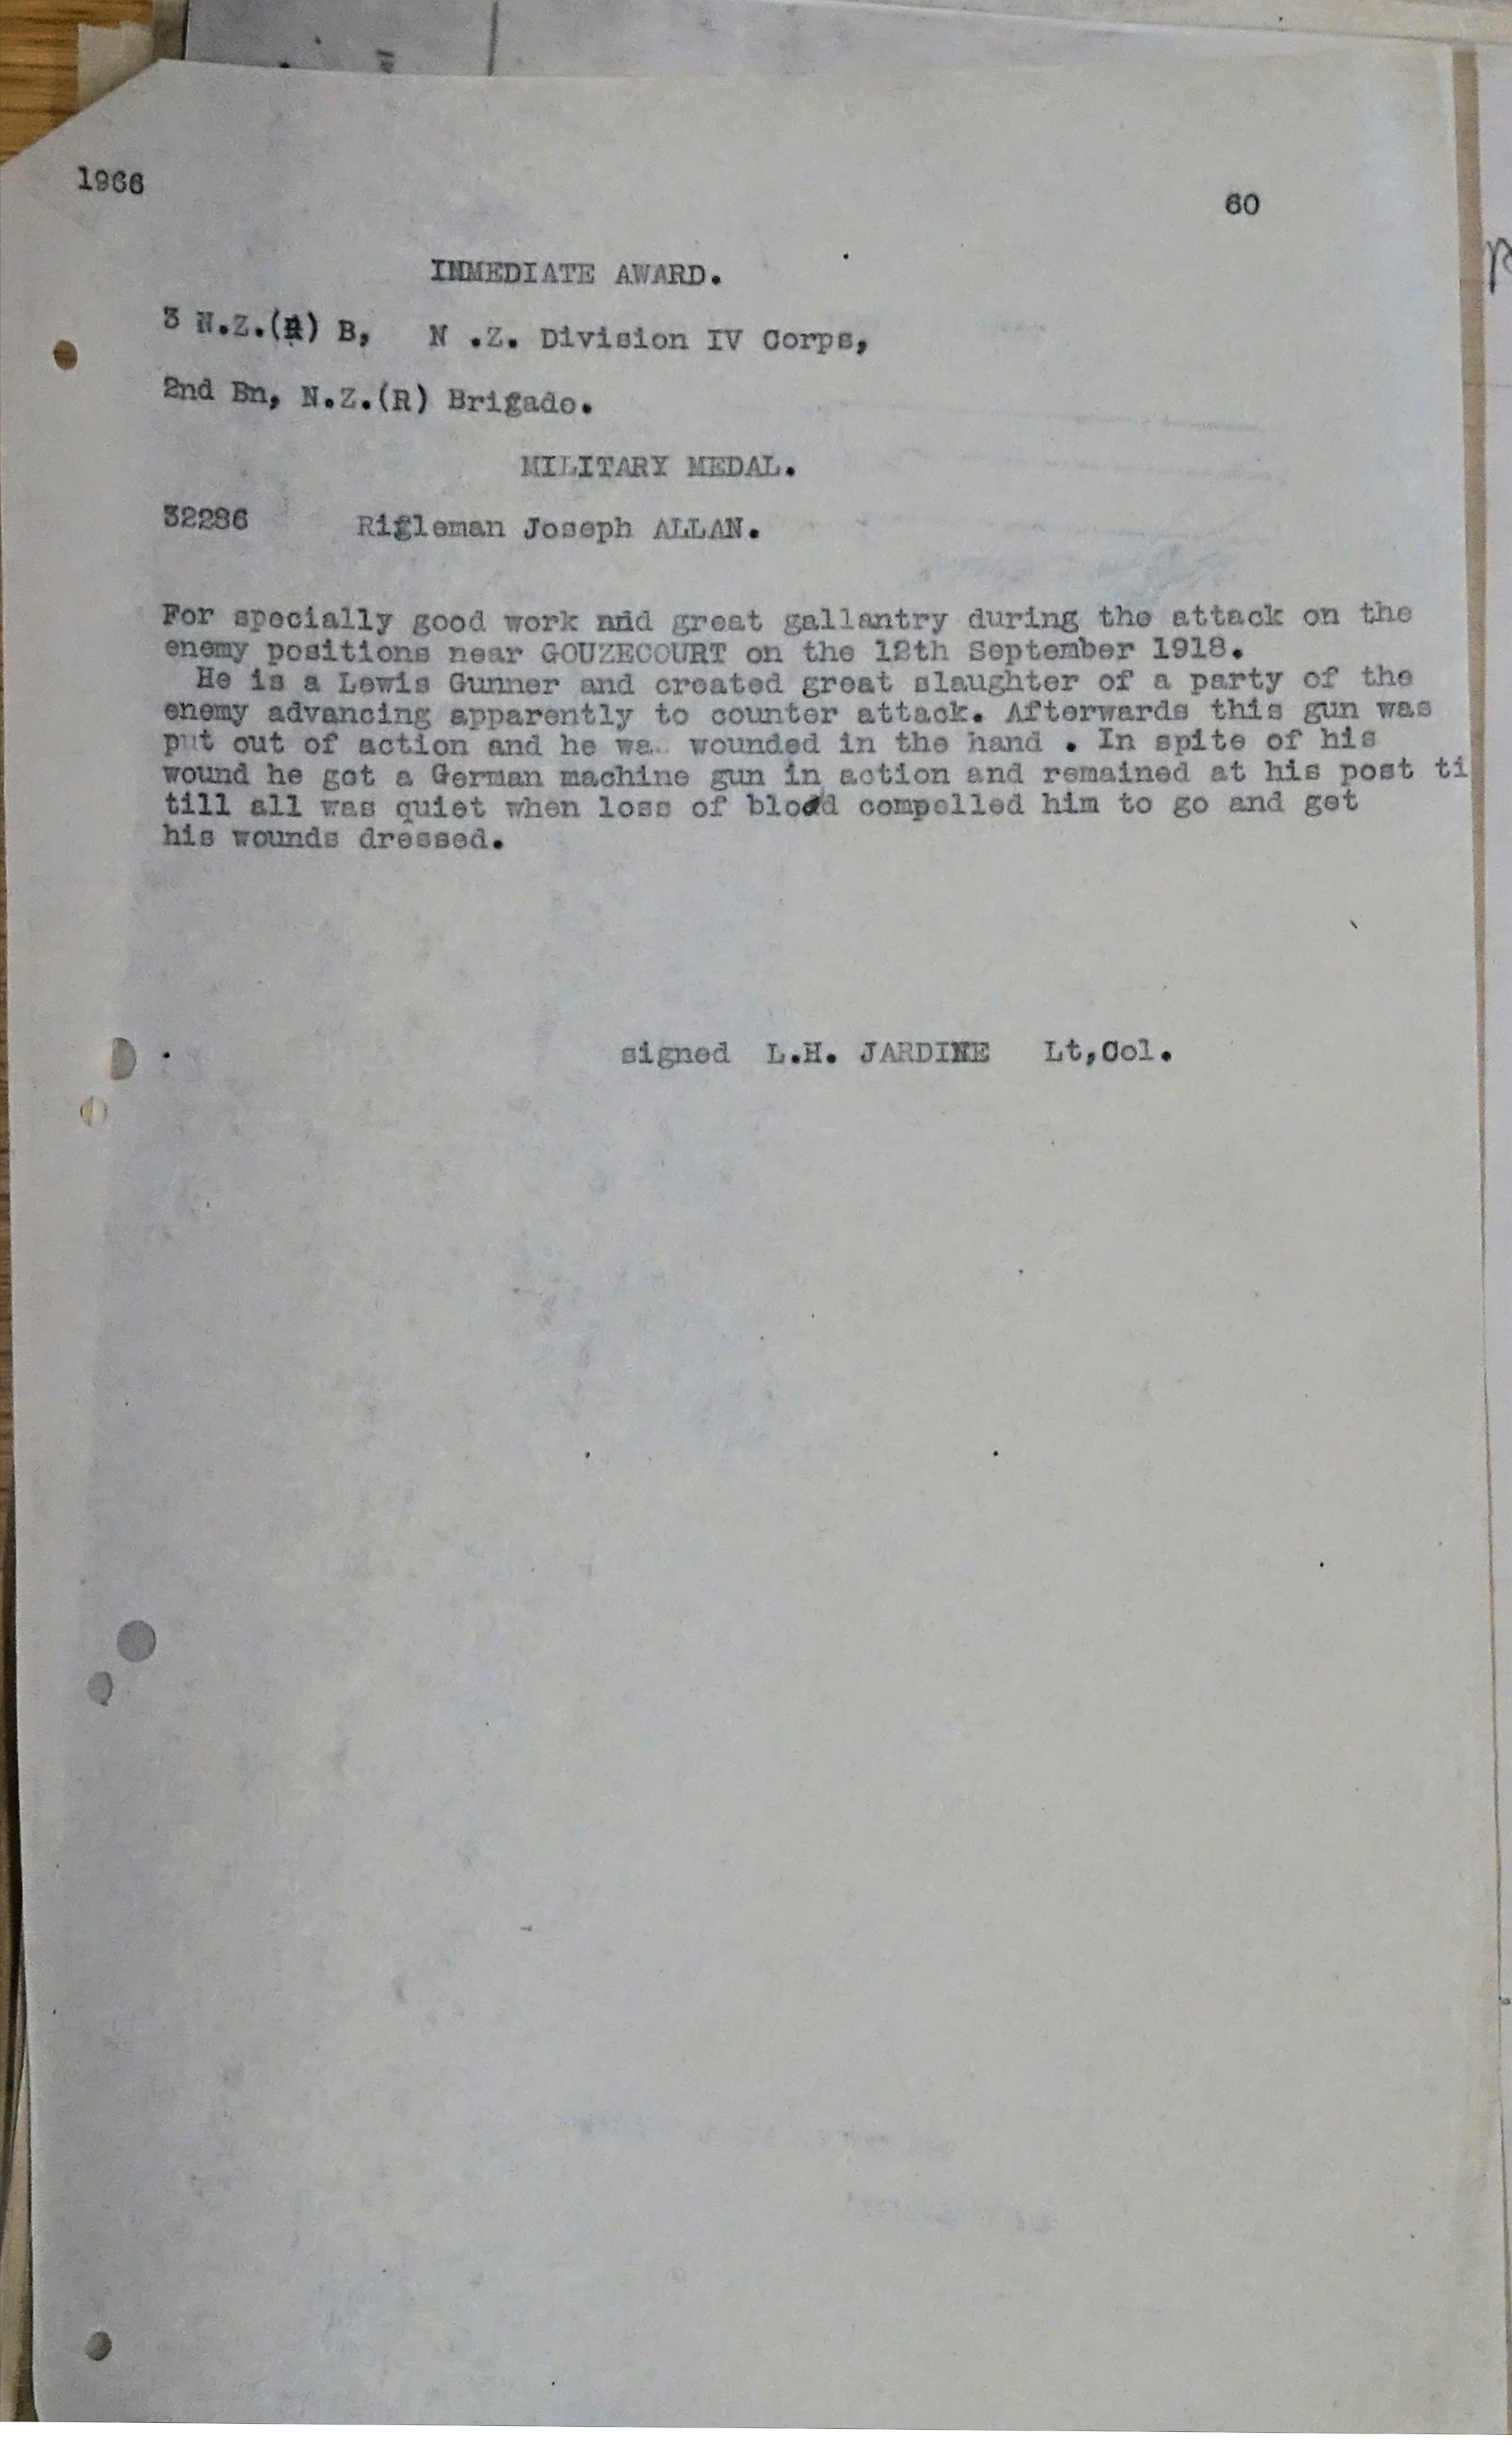 1966
60
IMMEDIATE AWARD.
3 N.Z.(R) B, N .Z. Division IV Corps,
2nd Bn, N.Z.(R) Brigade.
MILITARY MEDAL.
32286 Rifleman Joseph ALLAN.
For specially good work and great gallantry during the attack on the
enemy positions near GOUZECOURT on the 12th September 1918.
He is a Lewis Gunner and created great slaughter of a party of the
enemy advancing apparently to counter attack. Afterwards this gun was
put out of action and he was wounded in the hand . In spite of his
wound he got a German machine gun in action and remained at his post ti
till all was quiet when loss of blood compelled him to go and get
his wounds dressed.
signed L.H. JARDINE Lt,Col.